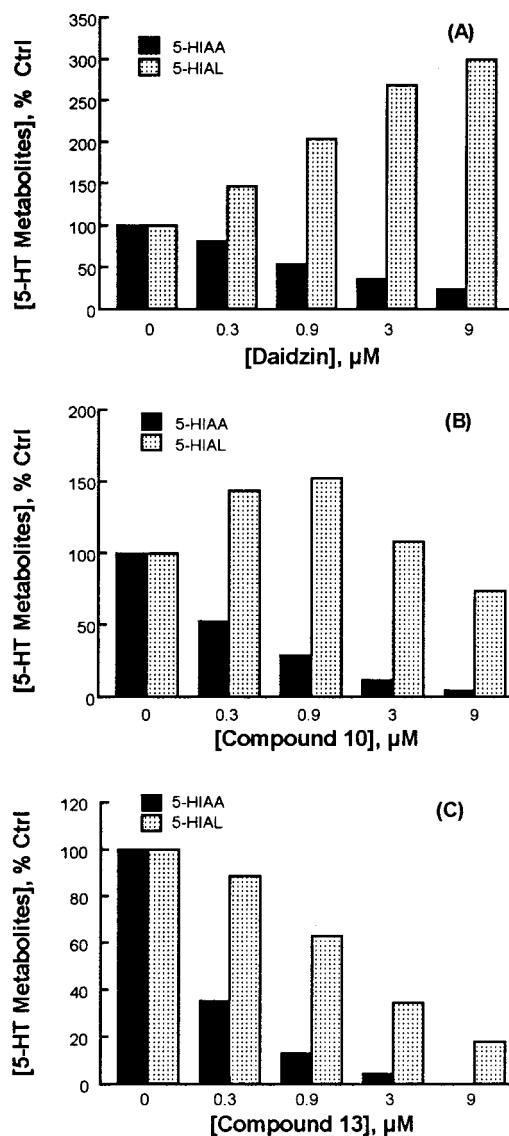 (A)
5-HIAA
5-HIAL
[5-HT Metabolites], % Ctrl
350
300
250
200
150
100
50
0
0 0.3 0.9 3 9
[Daidzin], µM
(B)
5-HIAA
5-HIAL
[5-HT Metabolites], % Ctrl
200
150
100
50
0
0 0.3 0.9 3 9
[Compound 10], µM
(C)
5-HIAA
5-HIAL
[5-HT Metabolites], % Ctrl
120
100
80
60
40
20
0
0 0.3 0.9 3 9
[Compound 13], µM